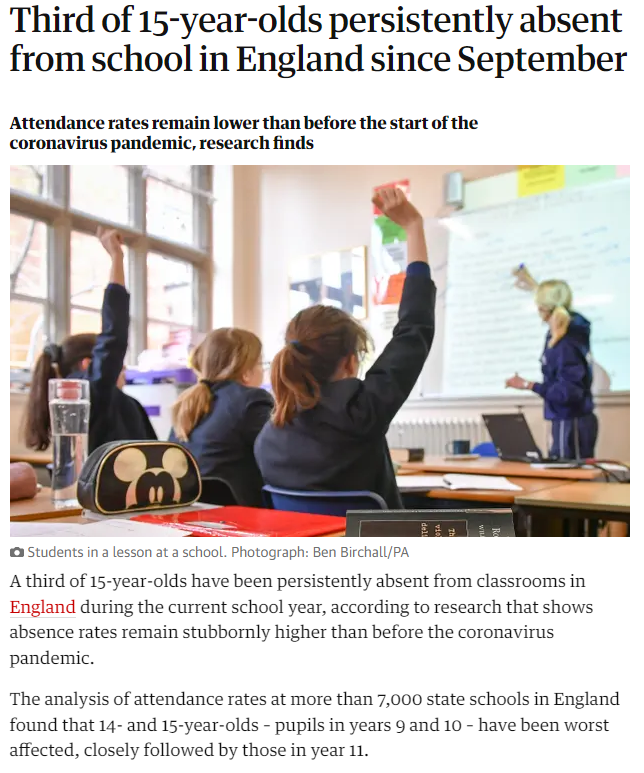 Third of 15-year-olds persistently absent
from school in England since September
Attendance rates remain lower than before the start of the
coronavirus pandemic, research finds
Students in a lesson at a school. Photograph: Ben Birchall/PA
A third of 15-year-olds have been persistently absent from classrooms in
England during the current school year, according to research that shows
absence rates remain stubbornly higher than before the coronavirus
pandemic.
The analysis of attendance rates at more than 7,000 state schools in England
found that 14- and 15-year-olds – pupils in years 9 and 10 – have been worst
affected, closely followed by those in year 11.